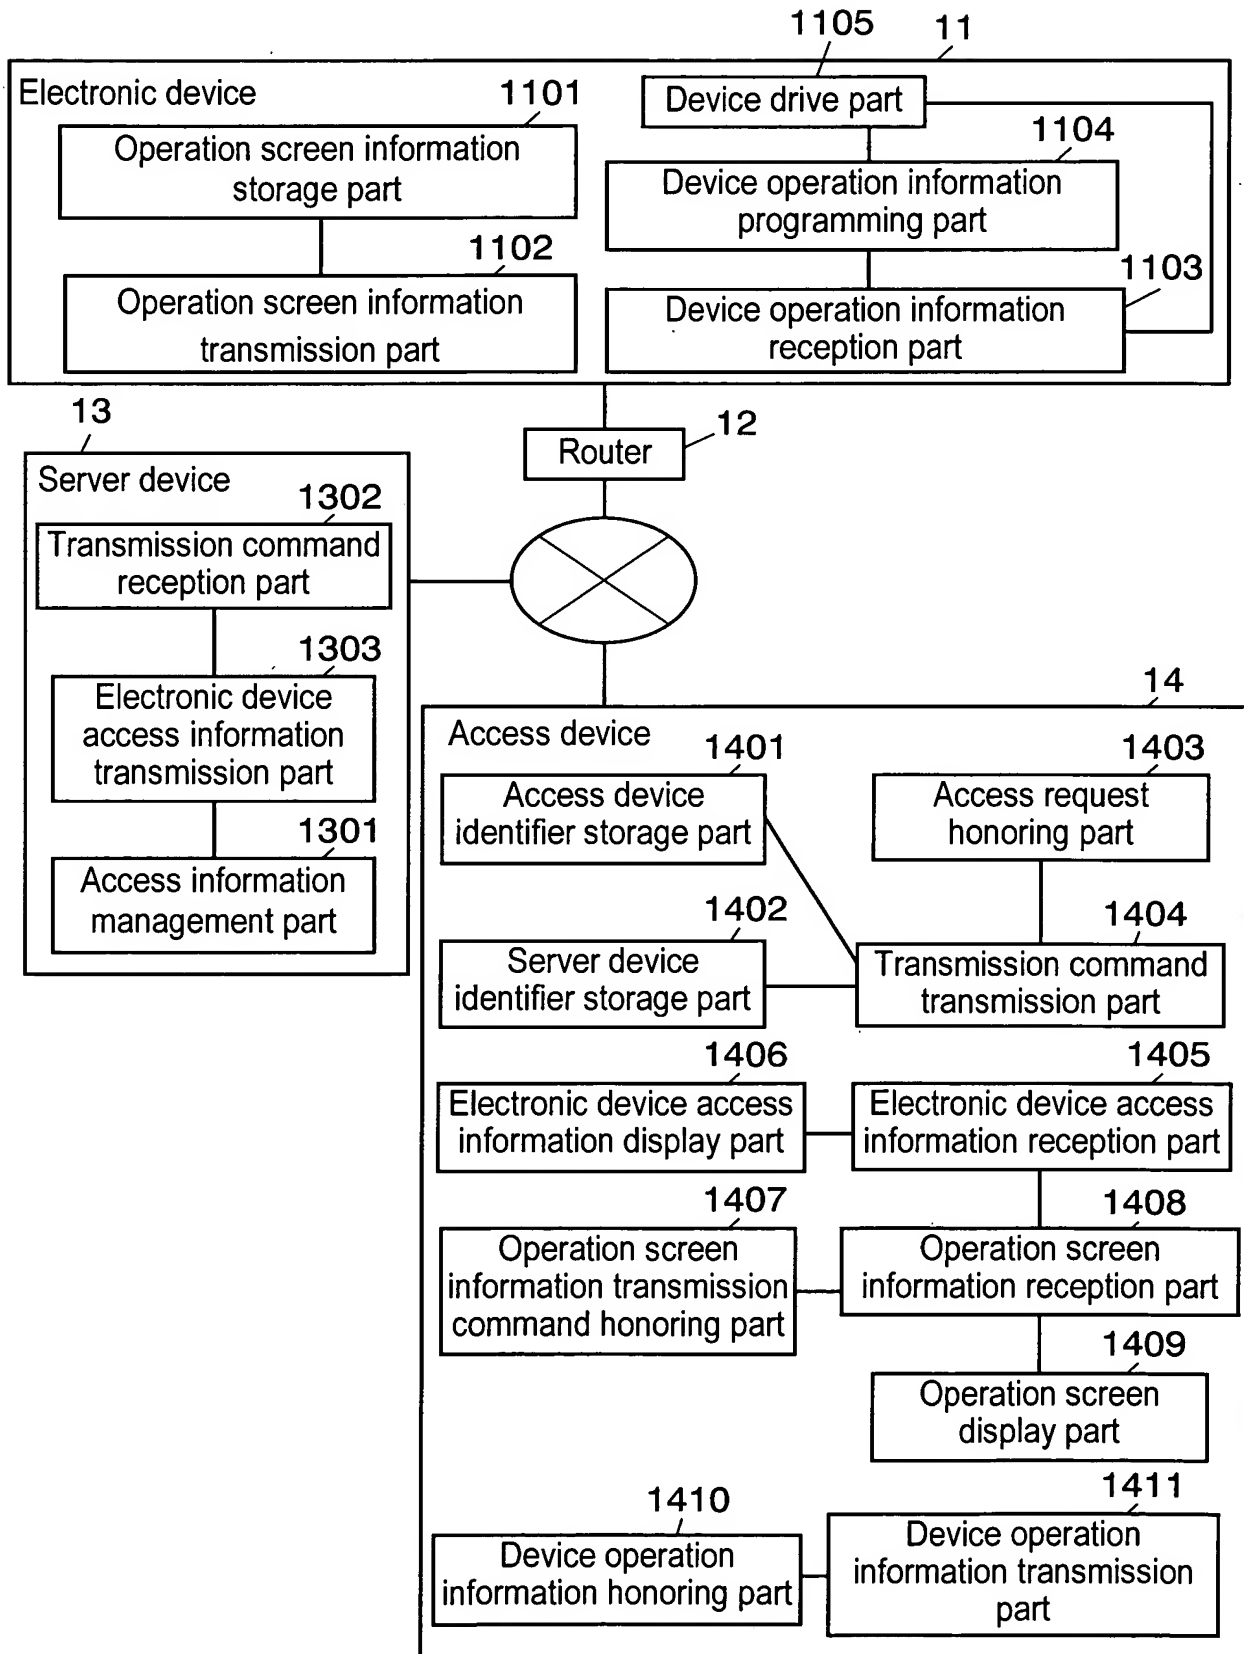 1105
11
Electronic device
1101
Operation screen information
storage part
1102
Operation screen information
transmission part
Device drive part
1104
Device operation information
programming part
1103
Device operation information
reception part
12
Router
13
Server device
1302
Transmission command
reception part
1303
Electronic device
access information
transmission part
1301
Access information
management part
14
Access device
1401
Access device
identifier storage part
1403
Access request
honoring part
1402
Server device
identifier storage part
1404
Transmission command
transmission part
1406
Electronic device access
information display part
1405
Electronic device access
information reception part
1407
Operation screen
information transmission
command honoring part
1408
Operation screen
information reception part
1409
Operation screen
display part
1410
Device operation
information honoring part
1411
Device operation
information transmission
part